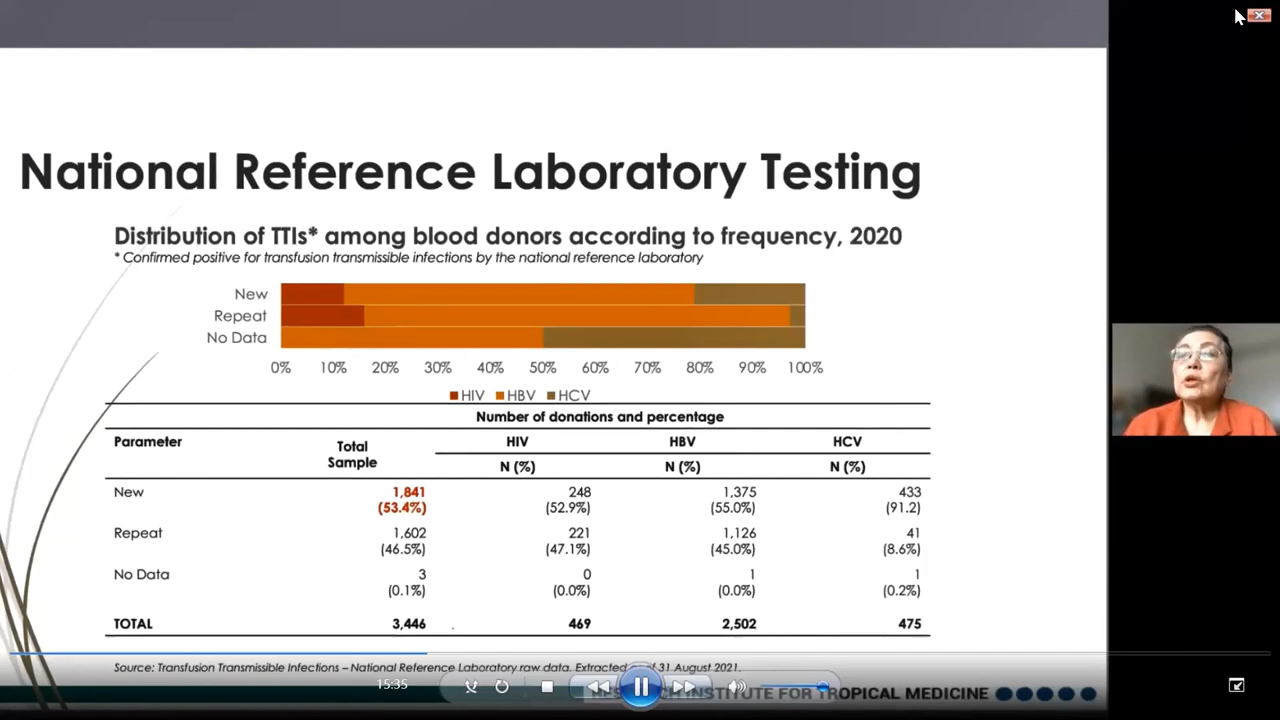 National Reference Laboratory Testing
Distribution of TTIs* among blood donors according to frequency, 2020
* Confirmed positive for transfusion transmissible infections by the national reference laboratory
New
Repeat
No Data
0% 10% 20% 30% 40% 50% 60% 70% 80% 90% 100%
HIV HBV HCV
Number of donations and percentage
Parameter Total Sample HIV HBV HCV
N (%) N (%) N (%)
New 1,841 248 1,375 433
(53.4%) (52.9%) (55.0%) (91.2)
Repeat 1,602 221 1,126 41
(46.5%) (47.1%) (45.0%) (8.6%)
No Data 3 0 1 1
(0.1%) (0.0%) (0.0%) (0.2%)
TOTAL 3,446 469 2,502 475
Source: Transfusion Transmissible Infections – National Reference Laboratory raw data. Extracted as of 31 August 2021.
15:35
INSTITUTE FOR TROPICAL MEDICINE